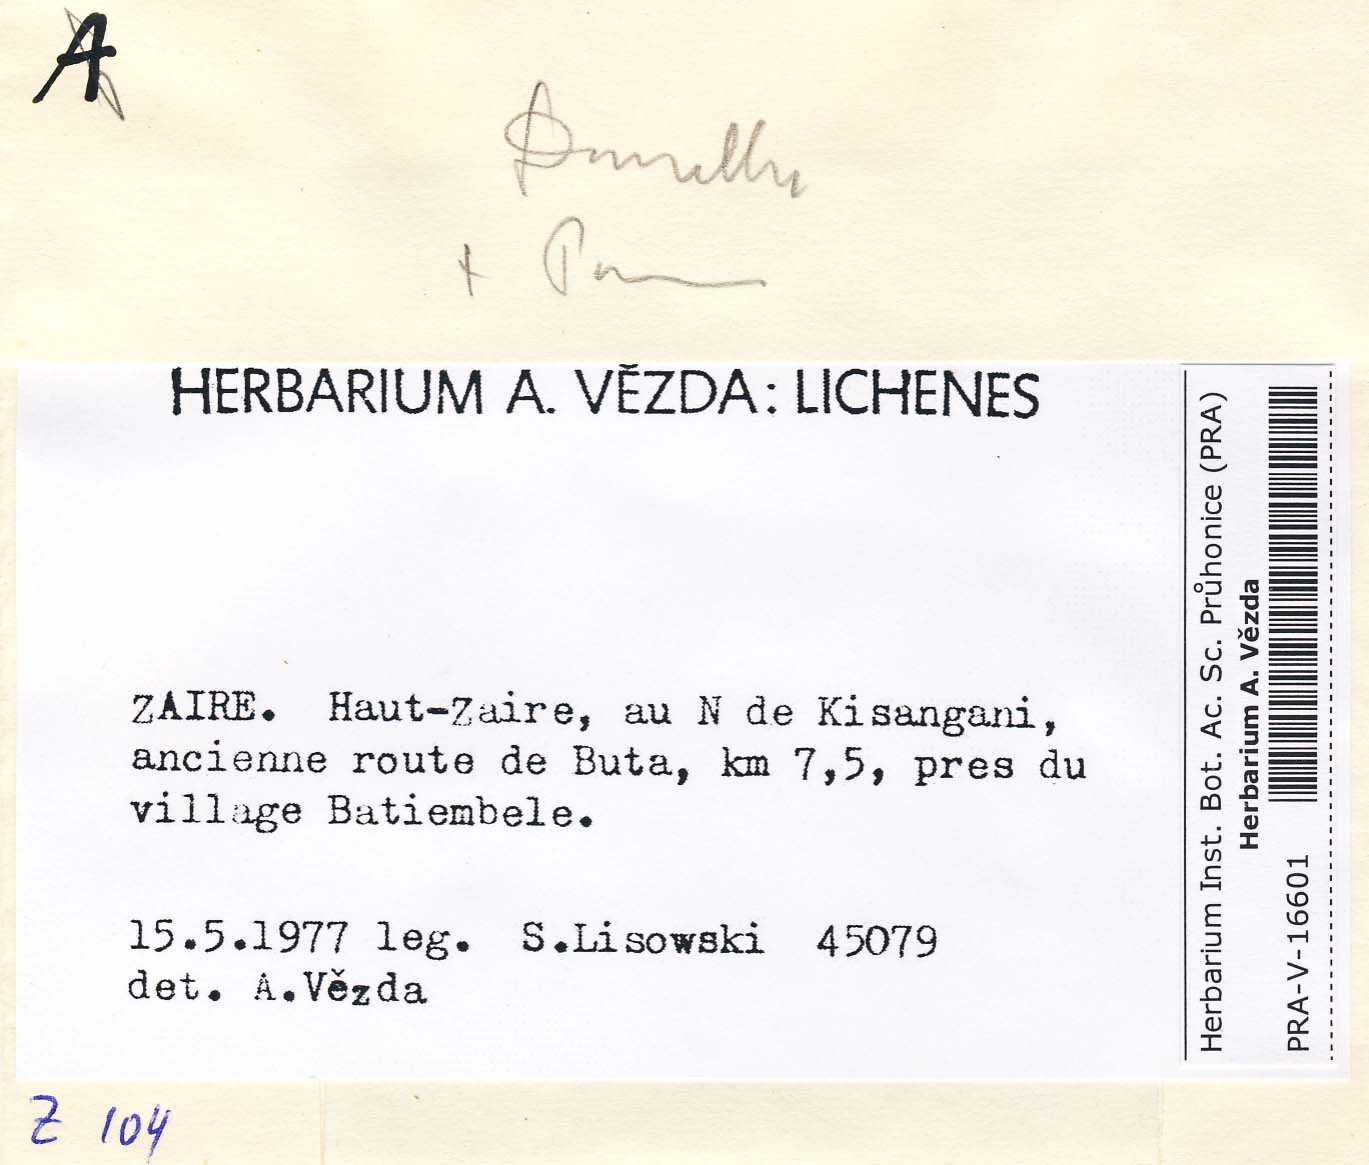 A
+
HERBARIUM A. VĚZDA: LICHENES
ZAIRE. Haut-Zaire, au N de Kisangani,
ancienne route de Buta, km 7,5, pres du
village Batiembele.
15.5.1977 leg. S.Lisowski 45079
det. A.Vězda
Herbarium Inst. Bot. Ac. Sc. Průhonice (PRA)
Herbarium A. Vězda
PRA-V-16601
Z 104